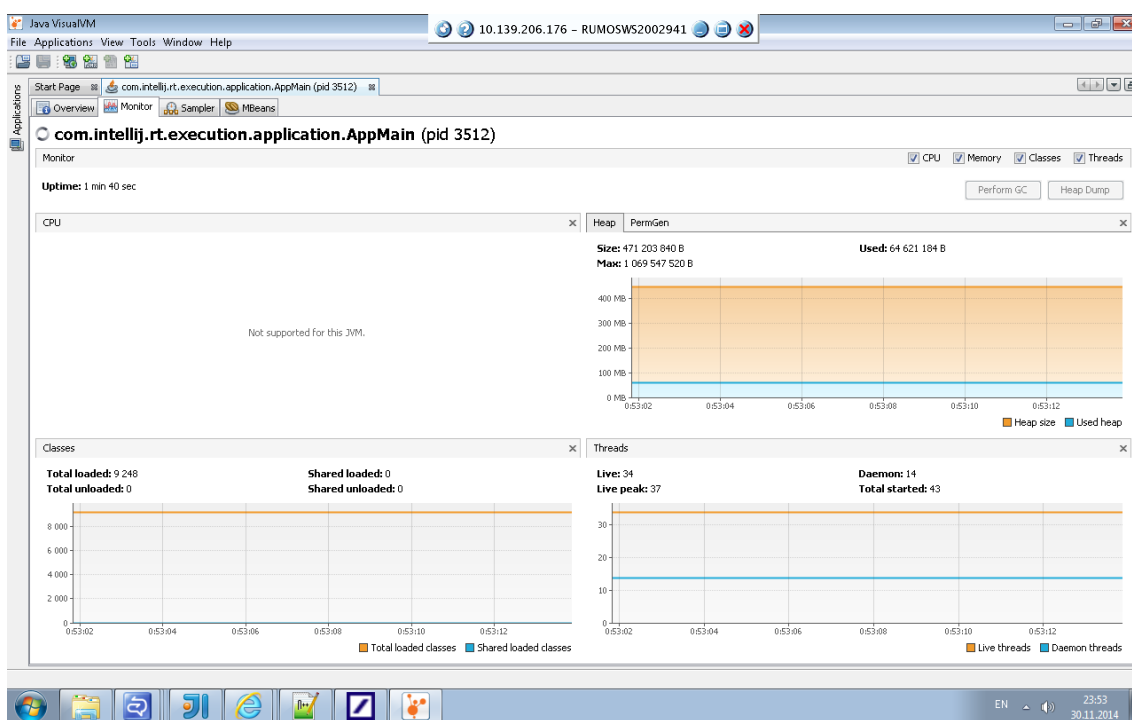 Java VisualVM
10.139.206.176 - RUMOSWS2002941
File Applications View Tools Window Help
Applications
Start Page com.intellij.rt.execution.application.AppMain (pid 3512)
Overview Monitor Sampler MBeans
com.intellij.rt.execution.application.AppMain (pid 3512)
Monitor CPU Memory Classes Threads
Uptime: 1 min 40 sec Perform GC Heap Dump
CPU
Not supported for this JVM.
Heap PermGen
Size: 471 203 840 B Used: 64 621 184 B
Max: 1 069 547 520 B
400 MB
300 MB
200 MB
100 MB
0 MB
0:53:02 0:53:04 0:53:06 0:53:08 0:53:10 0:53:12
Heap size Used heap
Classes
Total loaded: 9 248 Shared loaded: 0
Total unloaded: 0 Shared unloaded: 0
8 000
6 000
4 000
2 000
0
0:53:02 0:53:04 0:53:06 0:53:08 0:53:10 0:53:12
Total loaded classes Shared loaded classes
Threads
Live: 34 Daemon: 14
Live peak: 37 Total started: 43
30
20
10
0
0:53:02 0:53:04 0:53:06 0:53:08 0:53:10 0:53:12
Live threads Daemon threads
EN 23:53
30.11.2014